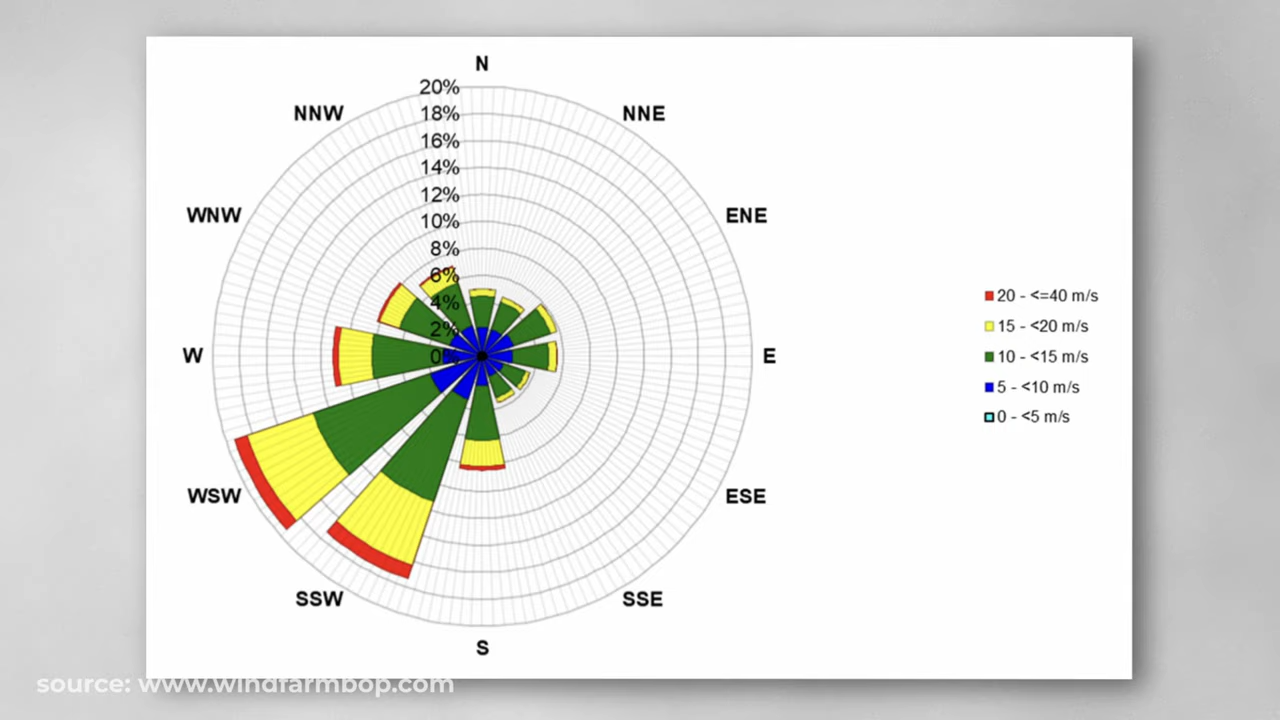 N
20%
NNW
18%
NNE
16%
14%
12%
WNW
ENE
10%
8%
6%
4%
2%
W
0%
E
WSW
ESE
SSW
SSE
S
20 - <=40 m/s
15 - <20 m/s
10 - <15 m/s
5 - <10 m/s
0 - <5 m/s
source: www.windfarmbop.com